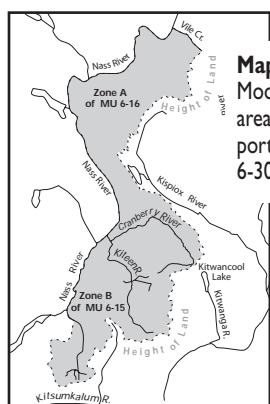 Vile Cr.
Nass River
Zone A
of MU 6-16
Height of Land
River
Map
Moo
area
port
6-30
Nass River
Kispiox River
Cranberry River
Kiteen R.
Kitwancool
Lake
Nass River
Zone B
of MU 6-15
Kitwanga R.
Height of Land
Kitsumkalum R.